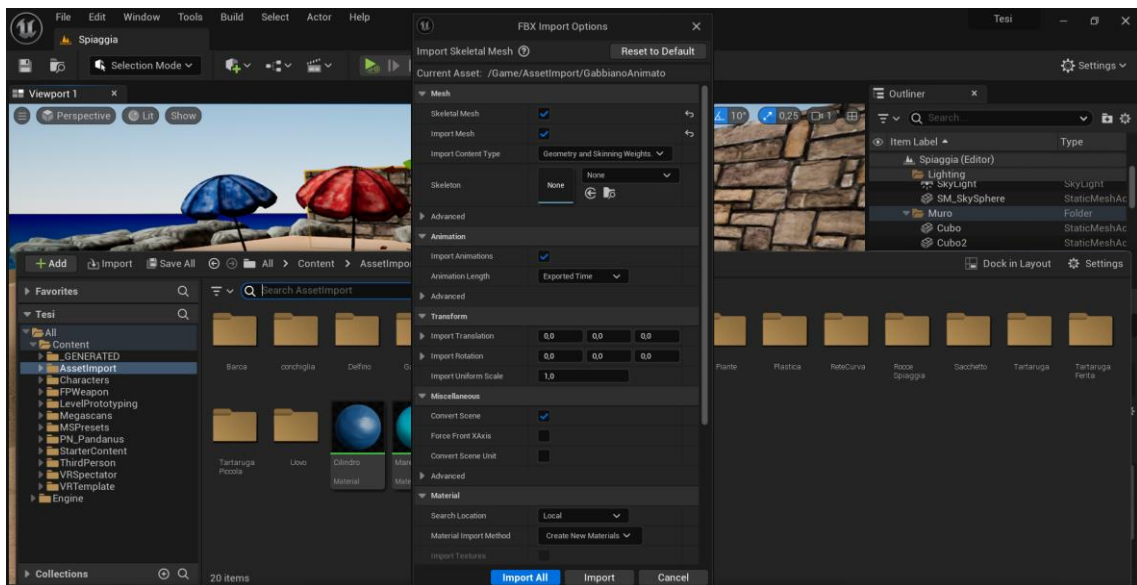 File Edit Window Tools Build Select Actor Help
Spiaggia
Tesi
Selection Mode
Settings
Viewport 1
Perspective Lit Show
10° 0,25 1
FBX Import Options
Import Skeletal Mesh Reset to Default
Current Asset: /Game/AssetImport/GabbianoAnimato
Mesh
Skeletal Mesh
Import Mesh
Import Content Type Geometry and Skinning Weights.
Skeleton None None
Advanced
Animation
Import Animations
Animation Length Exported Time
Advanced
Transform
Import Translation 0,0 0,0 0,0
Import Rotation 0,0 0,0 0,0
Import Uniform Scale 1,0
Miscellaneous
Convert Scene
Force Front XAxis
Convert Scene Unit
Advanced
Material
Search Location Local
Material Import Method Create New Materials
Import Textures
Import All Import Cancel
Outliner
Search...
Item Label Type
Spiaggia (Editor)
Lighting
SkyLight SkyLight
SM_SkySphere StaticMeshAc
Muro Folder
Cubo StaticMeshAc
Cubo2 StaticMeshAc
Add Import Save All All > Content > AssetImpo
Dock in Layout Settings
Favorites
Tesi
All
Content
_GENERATED
AssetImport
Characters
FPWeapon
LevelPrototyping
Megascans
MSPresets
PN_Pandanus
StarterContent
ThirdPerson
VRSpectator
VRTemplate
Engine
Collections
Search AssetImport
Barca conchiglia Delfino
Piante Plastica ReteCurva Rocce Spiaggia Sacchetto Tartaruga Tartaruga Ferita
Tartaruga Piccola Uovo Cilindro Mare
Material Mate
20 items